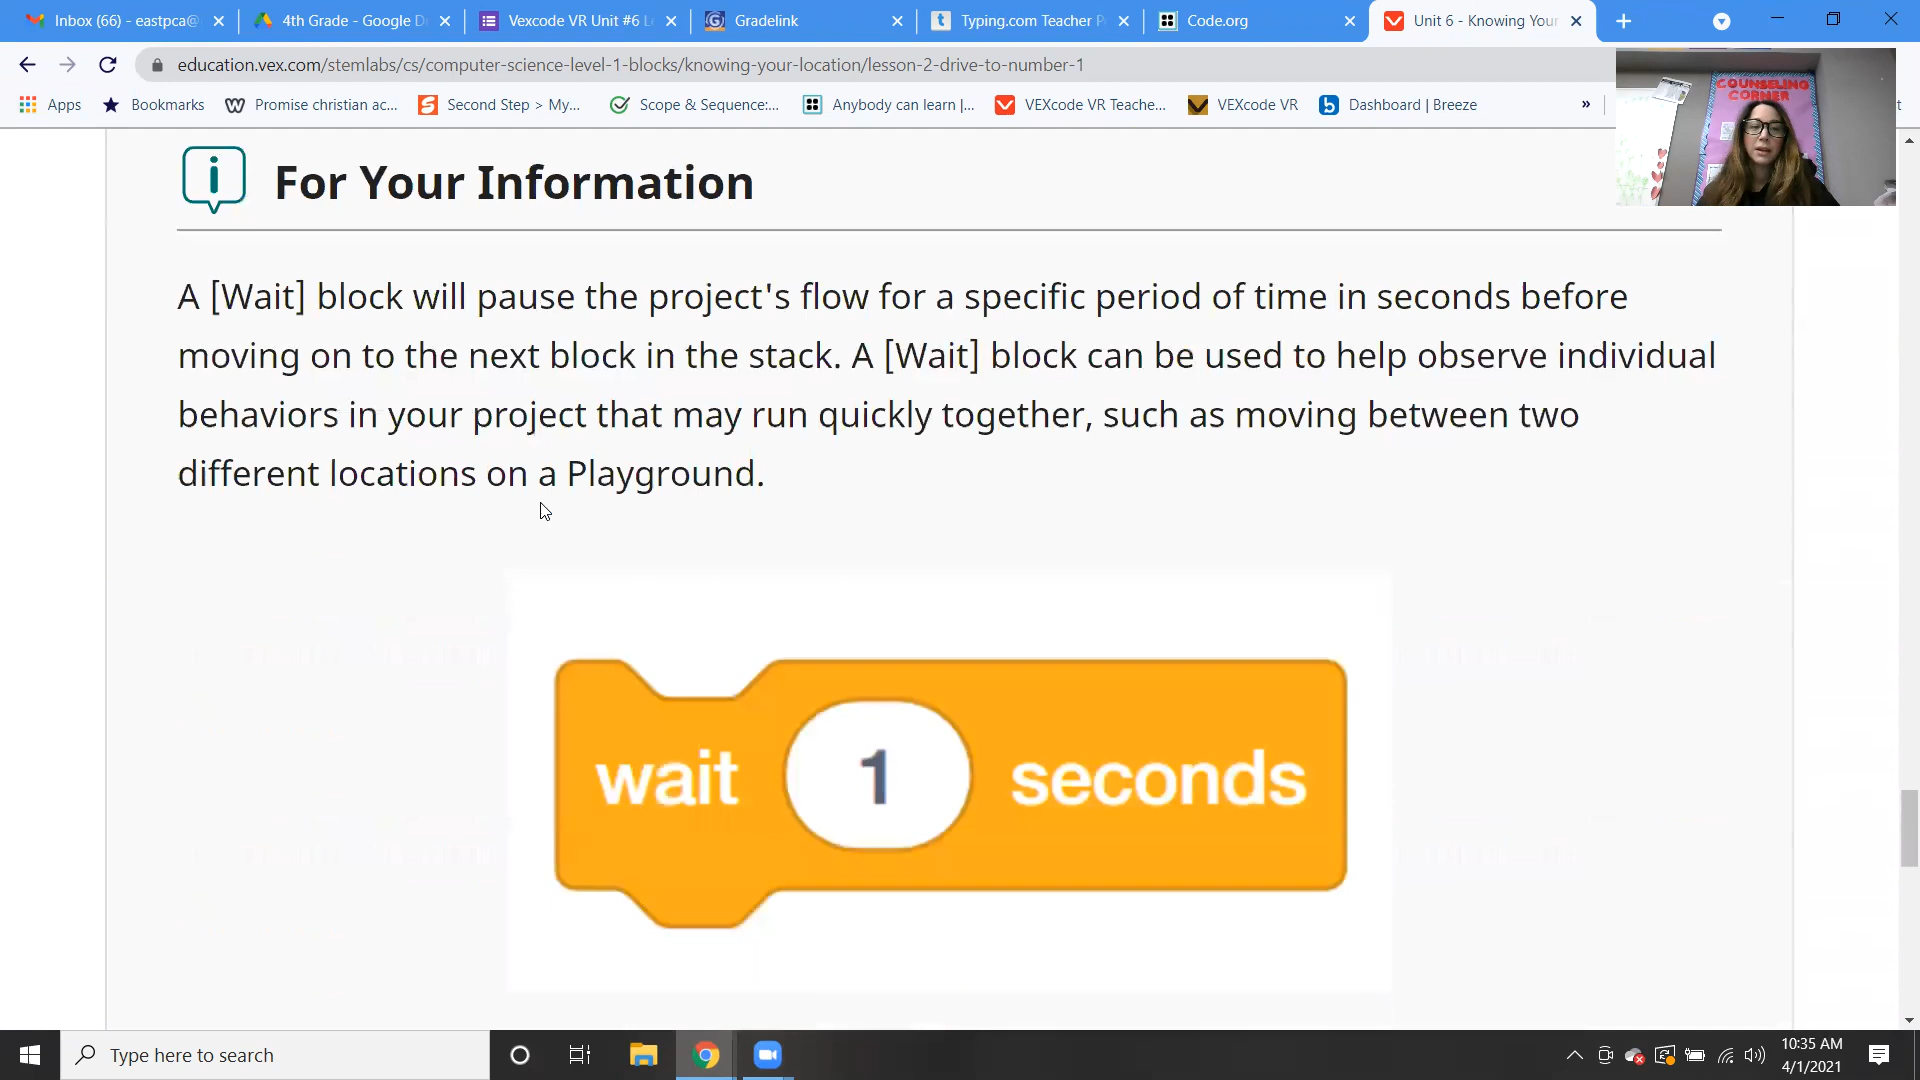 Inbox (66) - eastpca@
4th Grade - Google D
Vexcode VR Unit #6 L
Gradelink
Typing.com Teacher P
Code.org
Unit 6 - Knowing Your
education.vex.com/stemlabs/cs/computer-science-level-1-blocks/knowing-your-location/lesson-2-drive-to-number-1
Apps
Bookmarks
Promise christian ac...
Second Step > My...
Scope & Sequence:...
Anybody can learn |...
VEXcode VR Teache...
VEXcode VR
Dashboard | Breeze
»
COUNSELING
CORNER
For Your Information
A [Wait] block will pause the project's flow for a specific period of time in seconds before
moving on to the next block in the stack. A [Wait] block can be used to help observe individual
behaviors in your project that may run quickly together, such as moving between two
different locations on a Playground.
wait 1 seconds
Type here to search
10:35 AM
4/1/2021